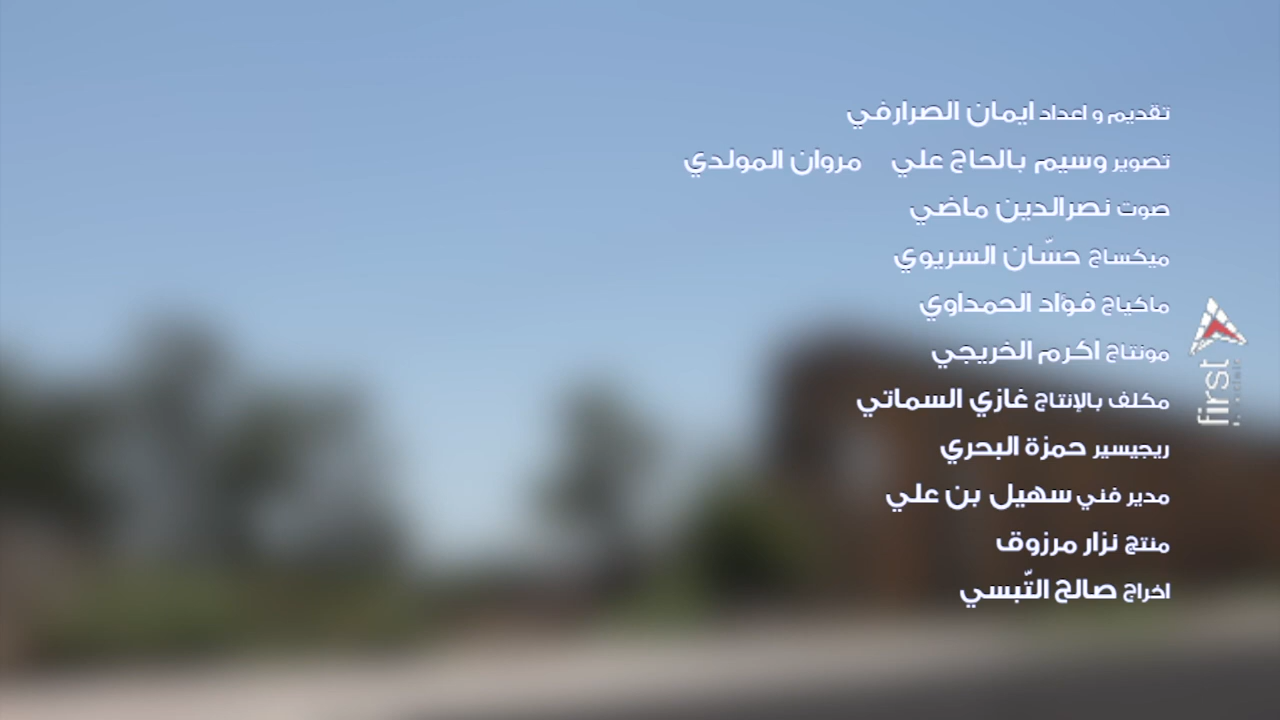 تقديم و اعداد ايمان الصرارفي
تصوير وسيم بالحاج علي مروان المولدي
صوت نصرالدين ماضي
ميكساج حسّان السريوي
ماكياج فؤاد الحمداوي
مونتاج اكرم الخريجي
مكلف بالإنتاج غازي السماتي
ريجيسير حمزة البحري
مدير فني سهيل بن علي
منتج نزار مرزوق
اخراج صالح التّبسي
first